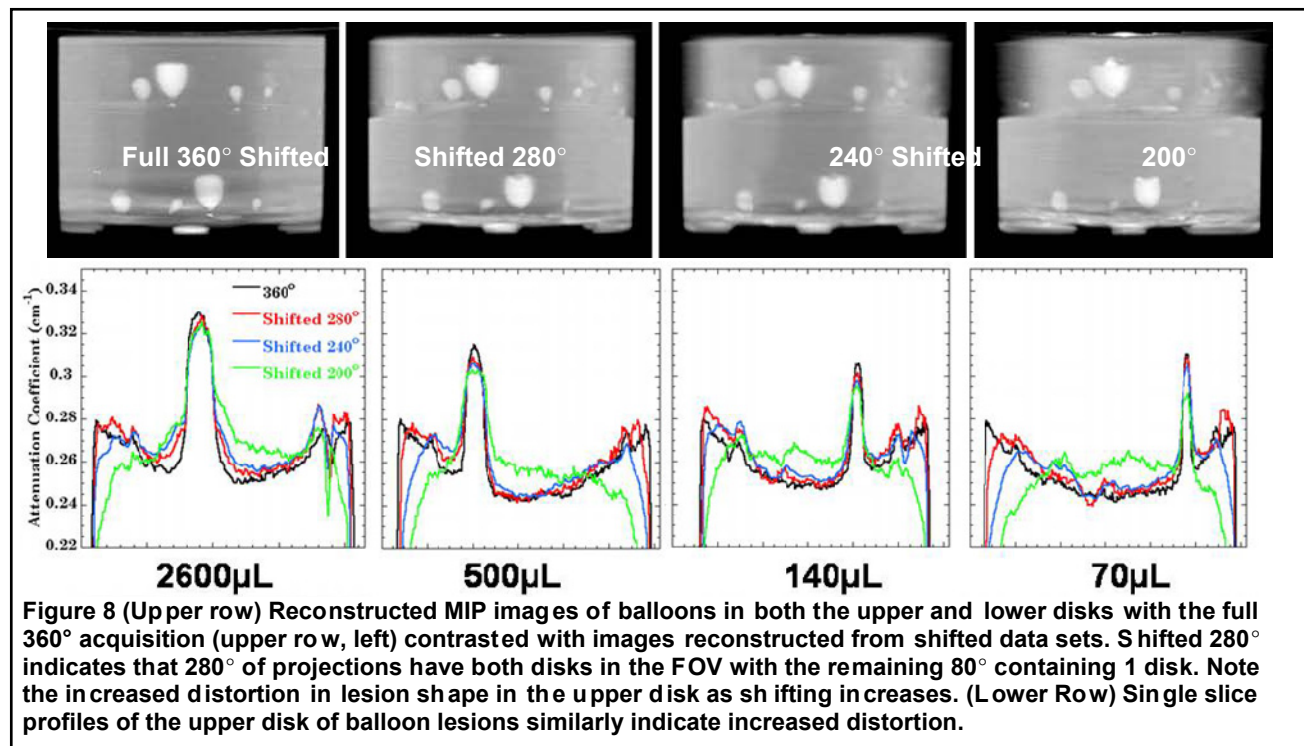 Full 360° Shifted
Shifted 280°
240° Shifted
200°
Attenuation Coefficient (cm⁻¹)
0.34
0.32
0.3
0.28
0.26
0.24
0.22
360°
Shifted 280°
Shifted 240°
Shifted 200°
2600µL
500µL
140µL
70µL
Figure 8 (Upper row) Reconstructed MIP images of balloons in both the upper and lower disks with the full
360° acquisition (upper row, left) contrasted with images reconstructed from shifted data sets. Shifted 280°
indicates that 280° of projections have both disks in the FOV with the remaining 80° containing 1 disk. Note
the increased distortion in lesion shape in the upper disk as shifting increases. (Lower Row) Single slice
profiles of the upper disk of balloon lesions similarly indicate increased distortion.